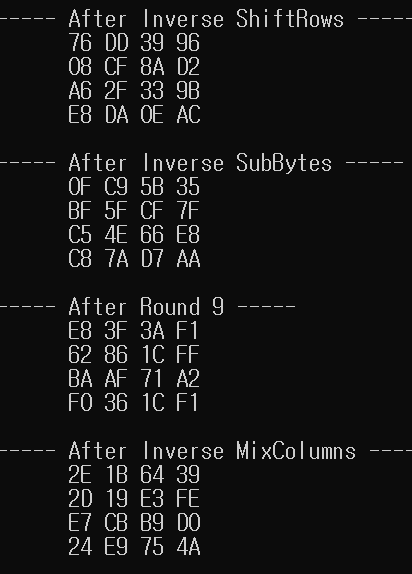 ----- After Inverse ShiftRows -----
76 DD 39 96
08 CF 8A D2
A6 2F 33 9B
E8 DA 0E AC
----- After Inverse SubBytes -----
0F C9 5B 35
BF 5F CF 7F
C5 4E 66 E8
C8 7A D7 AA
----- After Round 9 -----
E8 3F 3A F1
62 86 1C FF
BA AF 71 A2
F0 36 1C F1
----- After Inverse MixColumns ----
2E 1B 64 39
2D 19 E3 FE
E7 CB B9 D0
24 E9 75 4A